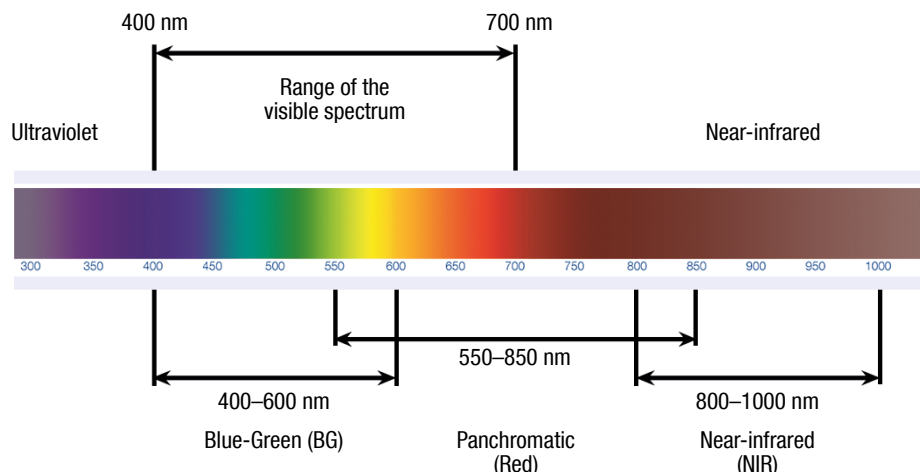 400 nm 700 nm
Range of the
visible spectrum
Ultraviolet Near-infrared
300 350 400 450 500 550 600 650 700 750 800 850 900 950 1000
550–850 nm
400–600 nm 800–1000 nm
Blue-Green (BG) Panchromatic Near-infrared
(Red) (NIR)